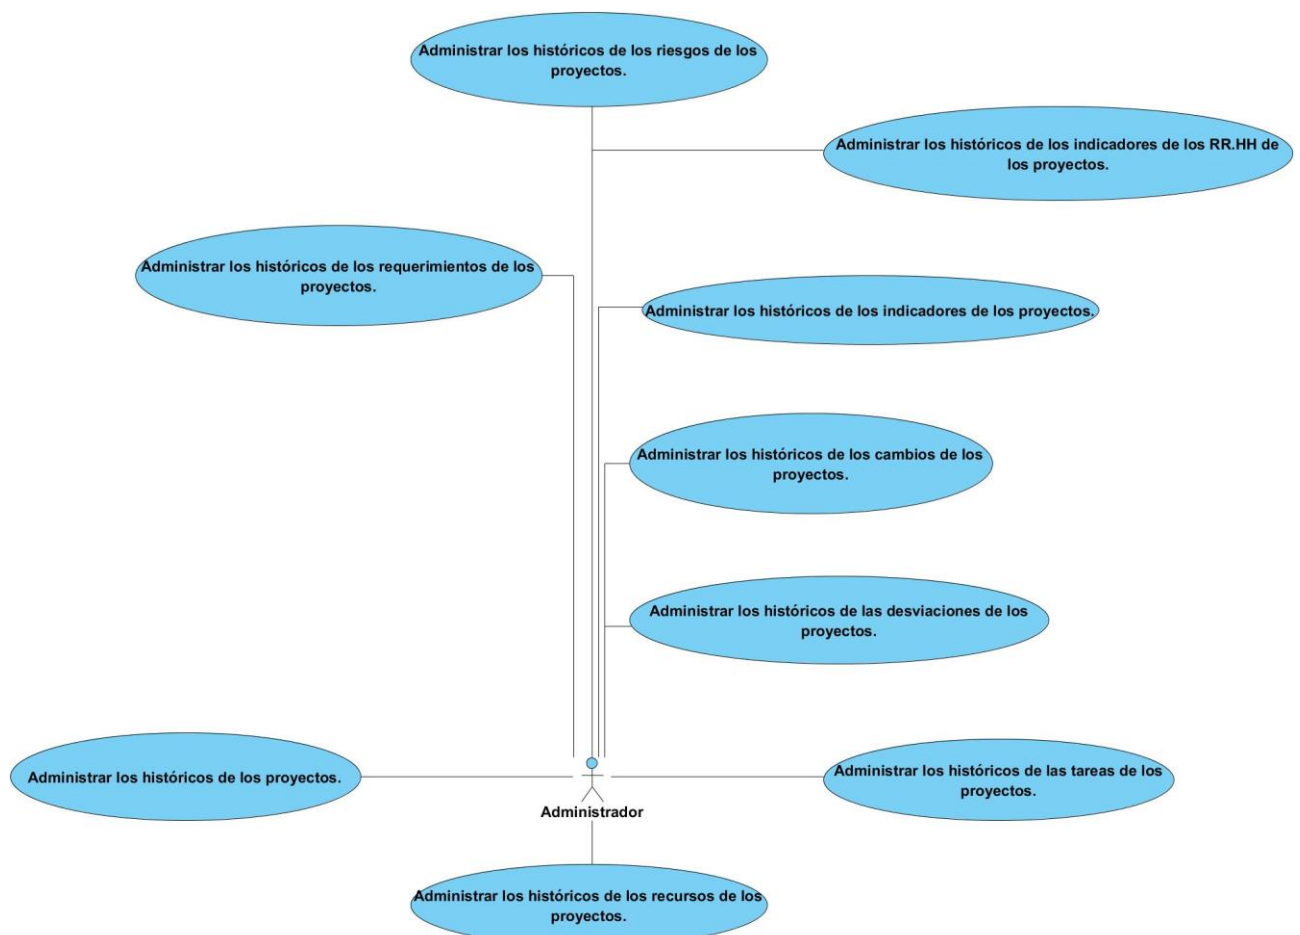 Administrar los históricos de los riesgos de los
proyectos.
Administrar los históricos de los indicadores de los RR.HH de
los proyectos.
Administrar los históricos de los requerimientos de los
proyectos.
Administrar los históricos de los indicadores de los proyectos.
Administrar los históricos de los cambios de los
proyectos.
Administrar los históricos de las desviaciones de los
proyectos.
Administrar los históricos de los proyectos.
Administrar los históricos de las tareas de los
proyectos.
Administrador
Administrar los históricos de los recursos de los
proyectos.